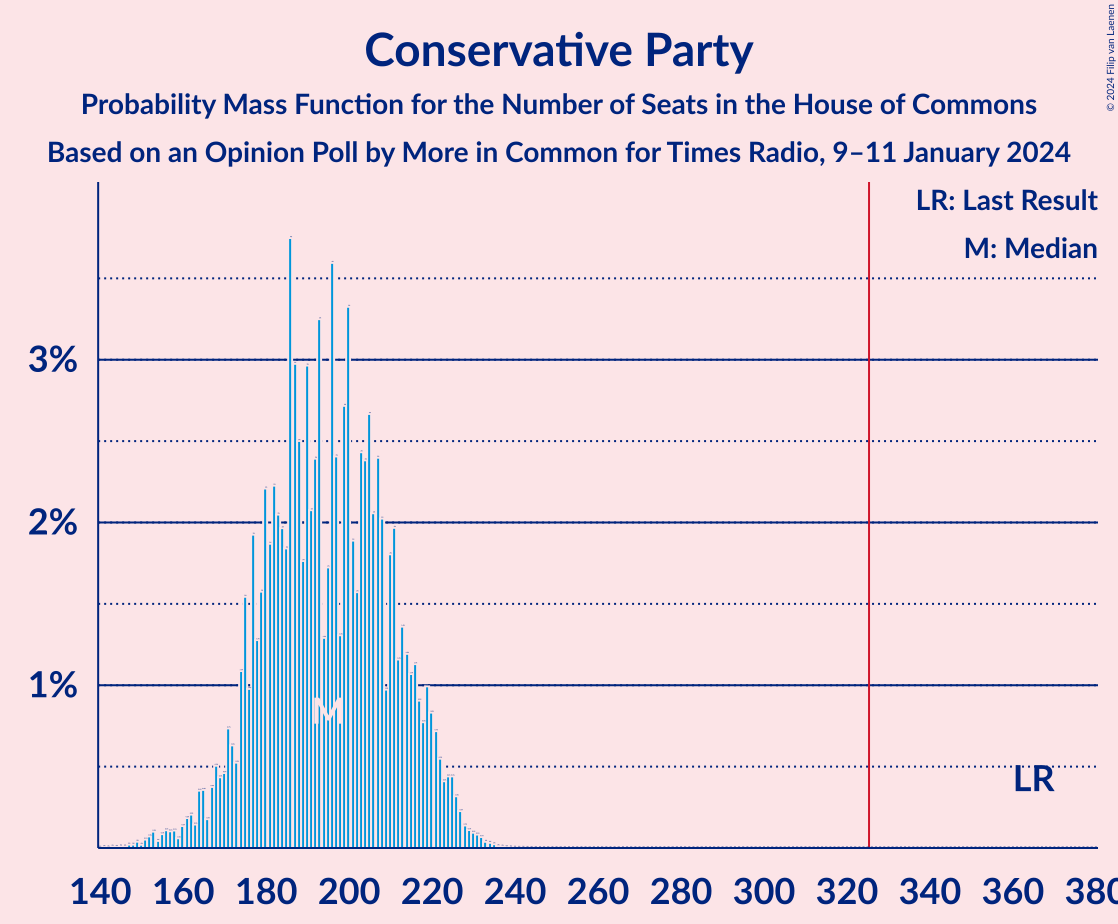 Conservative Party
Probability Mass Function for the Number of Seats in the House of Commons
Based on an Opinion Poll by More in Common for Times Radio, 9–11 January 2024
© 2024 Filip van Laenen
LR: Last Result
M: Median
3%
2%
1%
M
LR
140 160 180 200 220 240 260 280 300 320 340 360 380